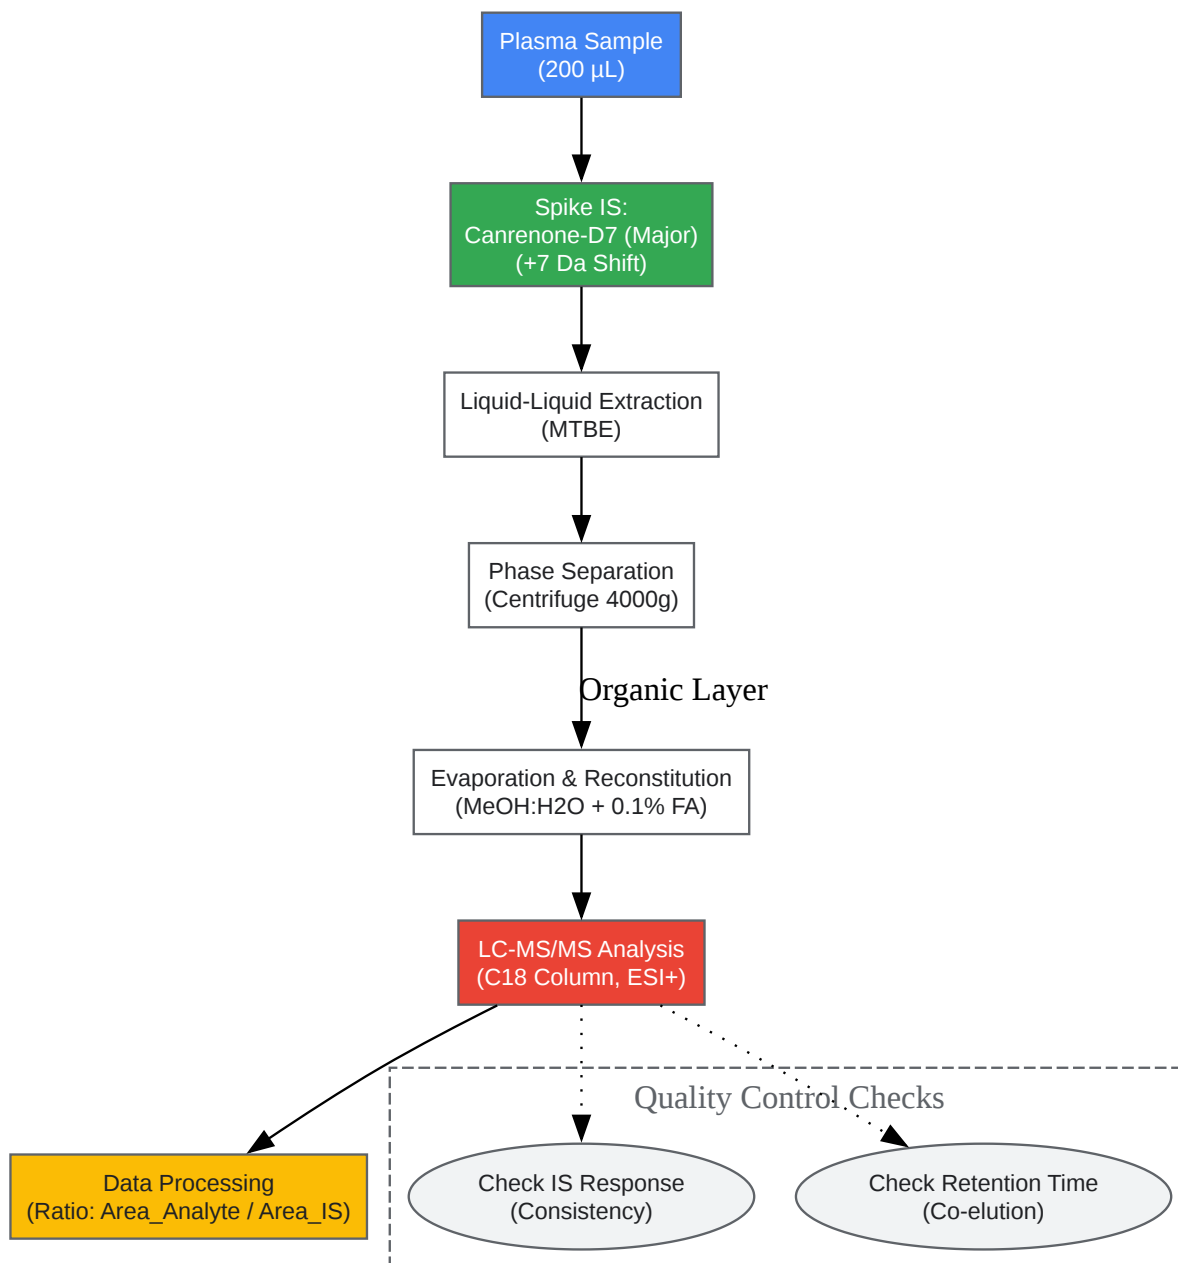 Plasma Sample
(200 µL)
Spike IS:
Canrenone-D7 (Major)
(+7 Da Shift)
Liquid-Liquid Extraction
(MTBE)
Phase Separation
(Centrifuge 4000g)
Organic Layer
Evaporation & Reconstitution
(MeOH:H2O + 0.1% FA)
LC-MS/MS Analysis
(C18 Column, ESI+)
Quality Control Checks
Data Processing
(Ratio: Area_Analyte / Area_IS)
Check IS Response
(Consistency)
Check Retention Time
(Co-elution)